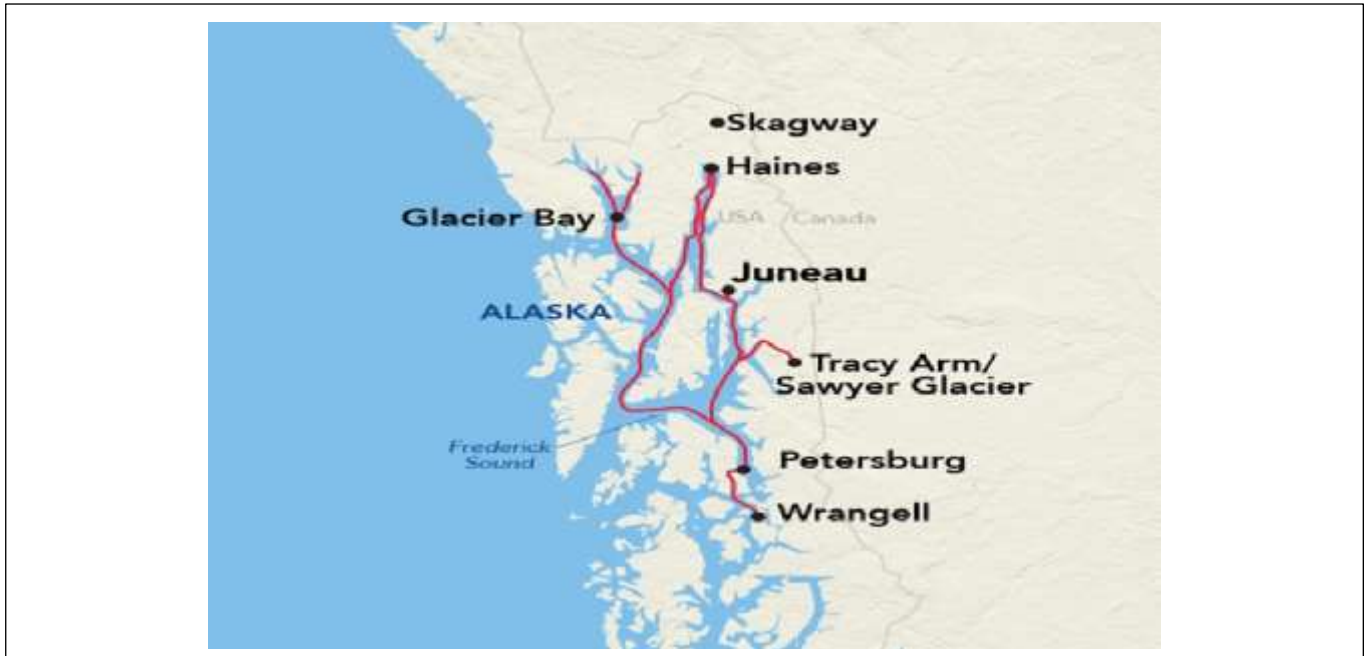 Skagway
Haines
USA / Canada
Glacier Bay
Juneau
ALASKA
Tracy Arm/
Sawyer Glacier
Frederick
Sound
Petersburg
Wrangell